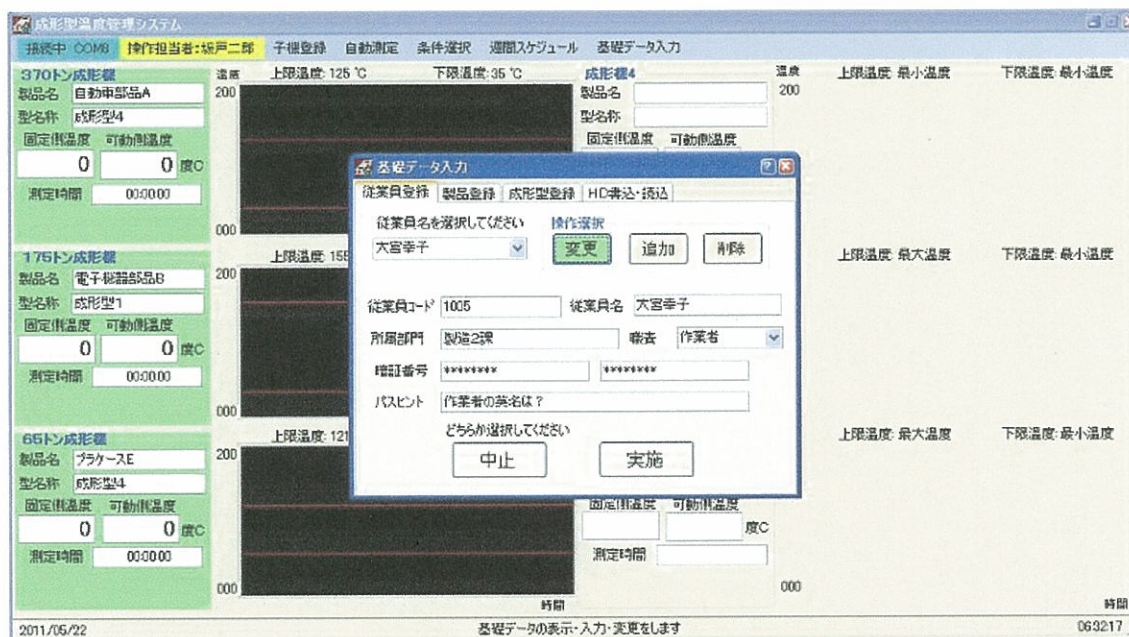 成形型温度管理システム
接続中 COM8 操作担当者:坂戸二郎 子機登録 自動測定 条件選択 週間スケジュール 基礎データ入力
370トン成形機 温度 上限温度:125 ℃ 下限温度:35 ℃ 成形機4 温度 上限温度:最小温度 下限温度:最小温度
製品名 自動車部品A 200 製品名 200
型名称 成形型4 型名称
固定側温度 可動側温度 固定側温度 可動側温度
0 0 度C
測定時間 00:00:00
000
基礎データ入力
従業員登録 製品登録 成形型登録 HD書込・読込
従業員名を選択してください 操作選択
大宮幸子 変更 追加 削除
従業員コード 1005 従業員名 大宮幸子
所属部門 製造2課 職責 作業者
暗証番号 ******** ********
パスヒント 作業者の英名は?
どちらか選択してください
中止 実施
175トン成形機 上限温度:155 上限温度:最大温度 下限温度:最小温度
製品名 電子機器部品B 200
型名称 成形型1
固定側温度 可動側温度
0 0 度C
測定時間 00:00:00
000
65トン成形機 上限温度:121 上限温度:最大温度 下限温度:最小温度
製品名 プラケースE 200
型名称 成形型4
固定側温度 可動側温度 固定側温度 可動側温度
0 0 度C 度C
測定時間 00:00:00 測定時間
000 000
時間 時間
2011/05/22 基礎データの表示・入力・変更をします 06:32:17